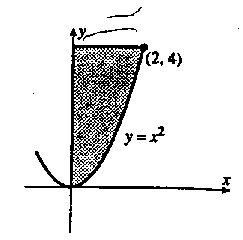 y
(2, 4)
y = x²
x